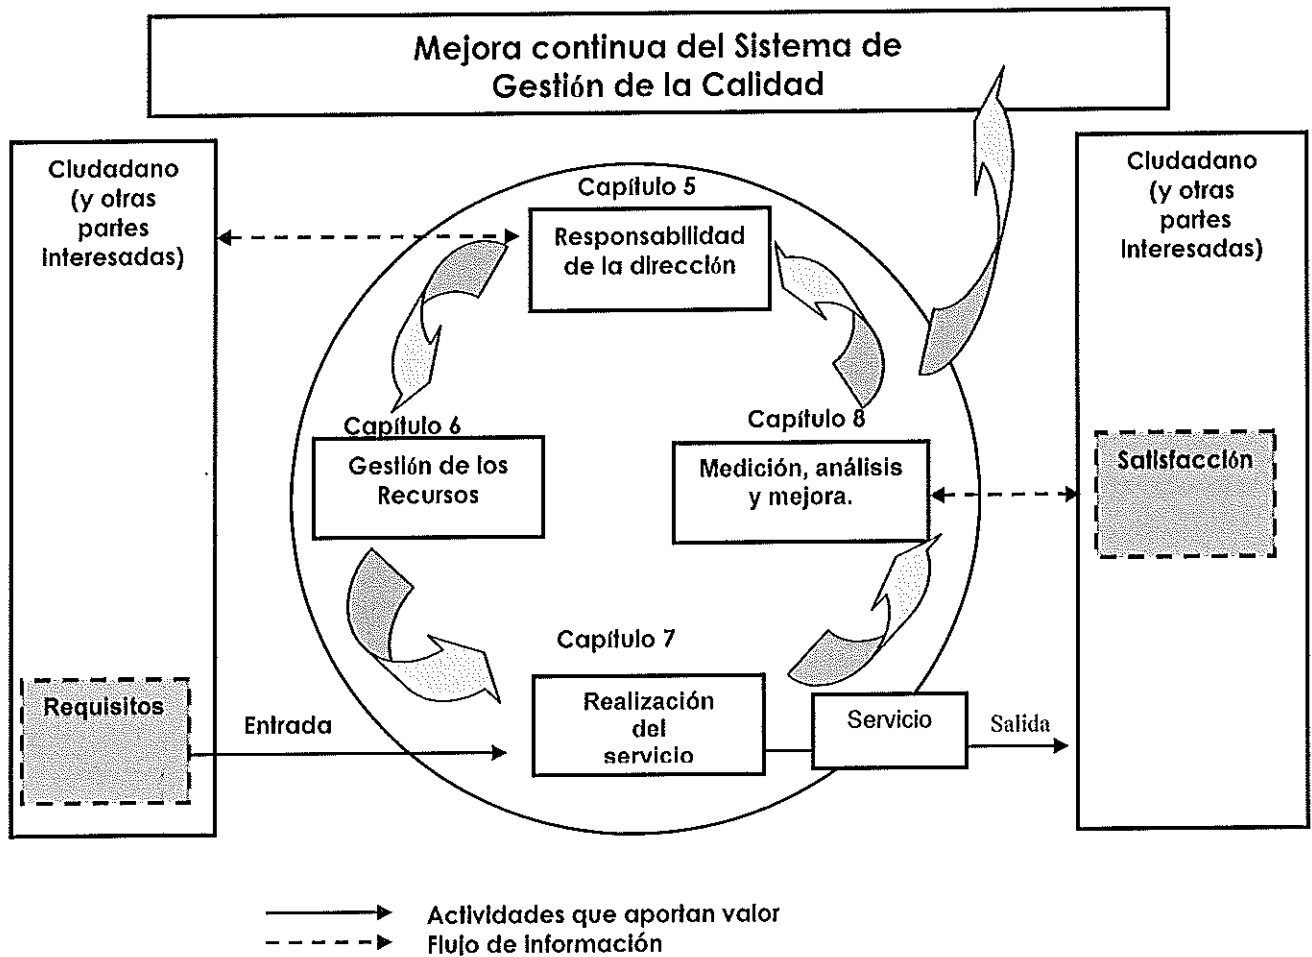 Mejora continua del Sistema de
Gestión de la Calidad
Ciudadano
(y otras
partes
interesadas)
Capítulo 5
Responsabilidad
de la dirección
Ciudadano
(y otras
partes
interesadas)
Capítulo 6
Gestión de los
Recursos
Capítulo 8
Medición, análisis
y mejora.
Satisfacción
Capítulo 7
Realización
del
servicio
Requisitos
Entrada
Servicio
Salida
Actividades que aportan valor
Flujo de información